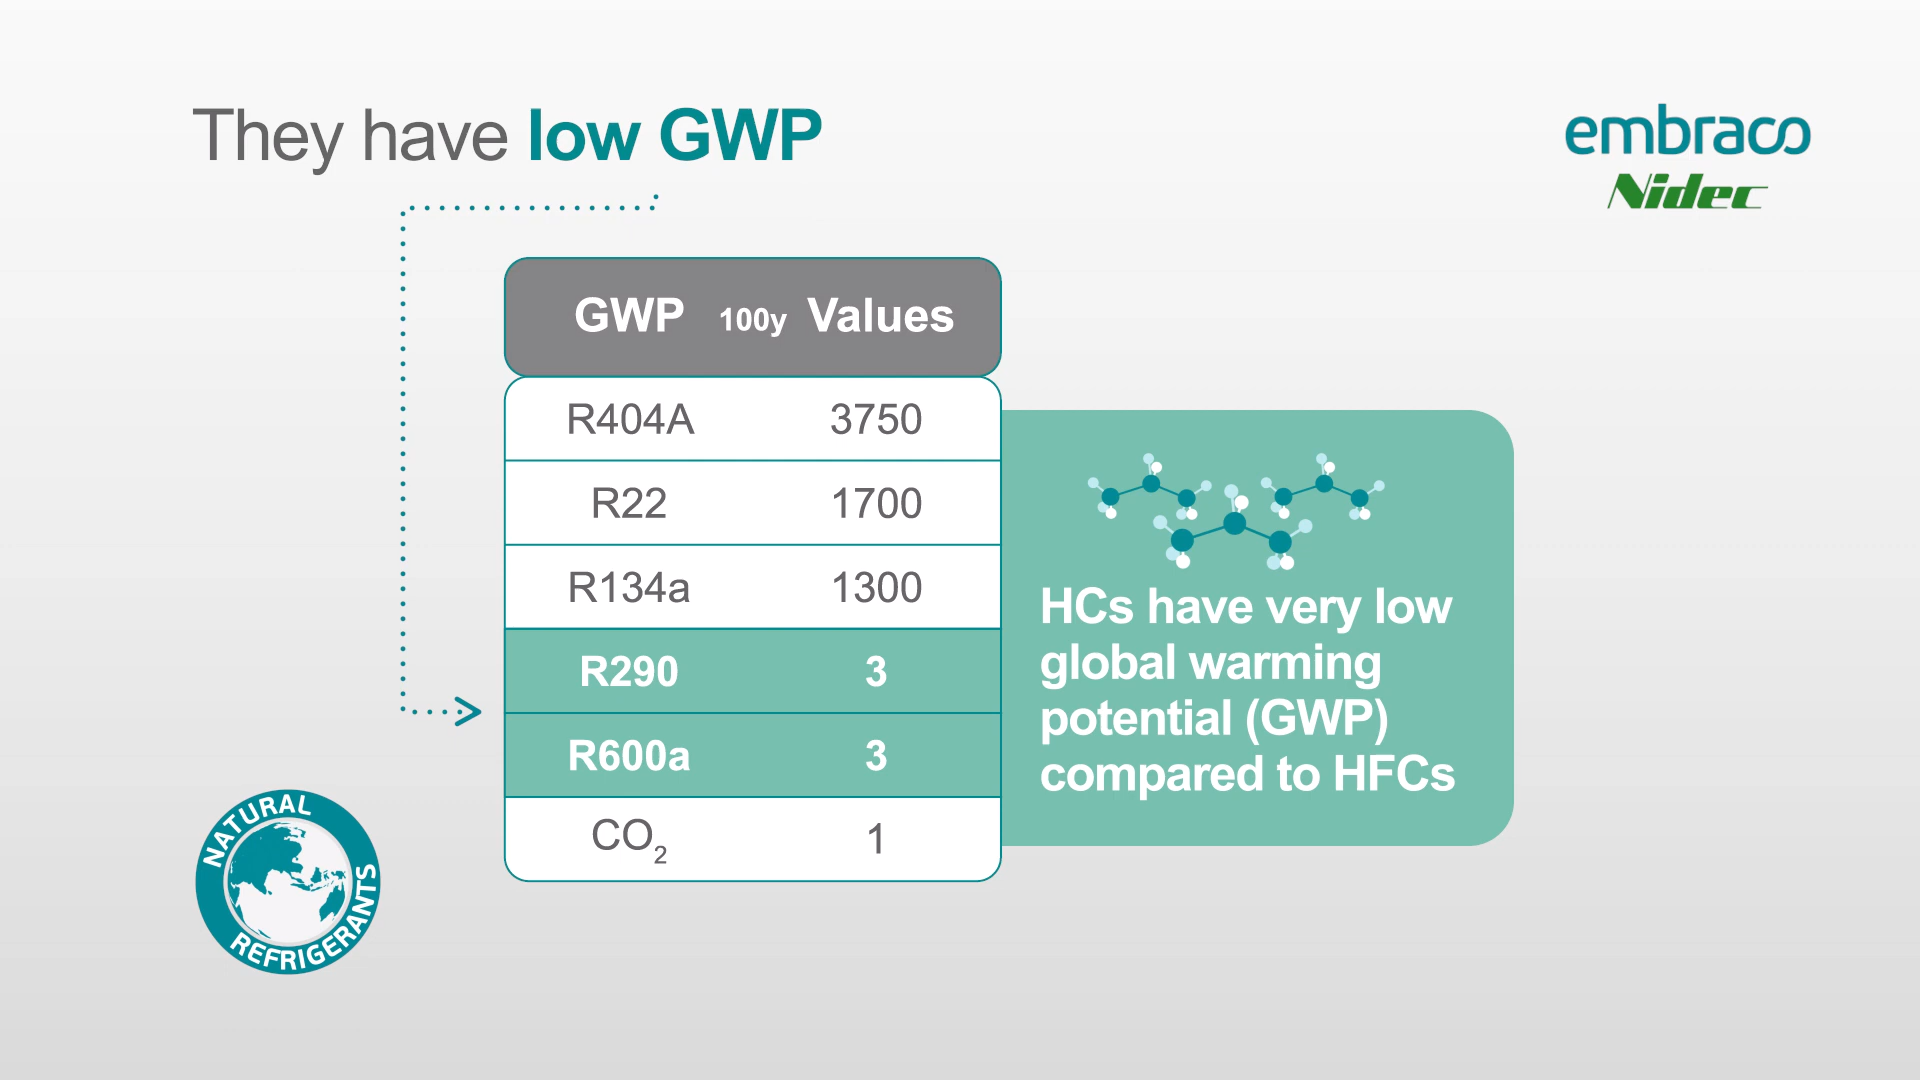 They have low GWP
embraco
Nidec
GWP 100y Values
R404A 3750
R22 1700
R134a 1300
R290 3
R600a 3
CO₂ 1
HCs have very low
global warming
potential (GWP)
compared to HFCs
NATURAL
REFRIGERANTS